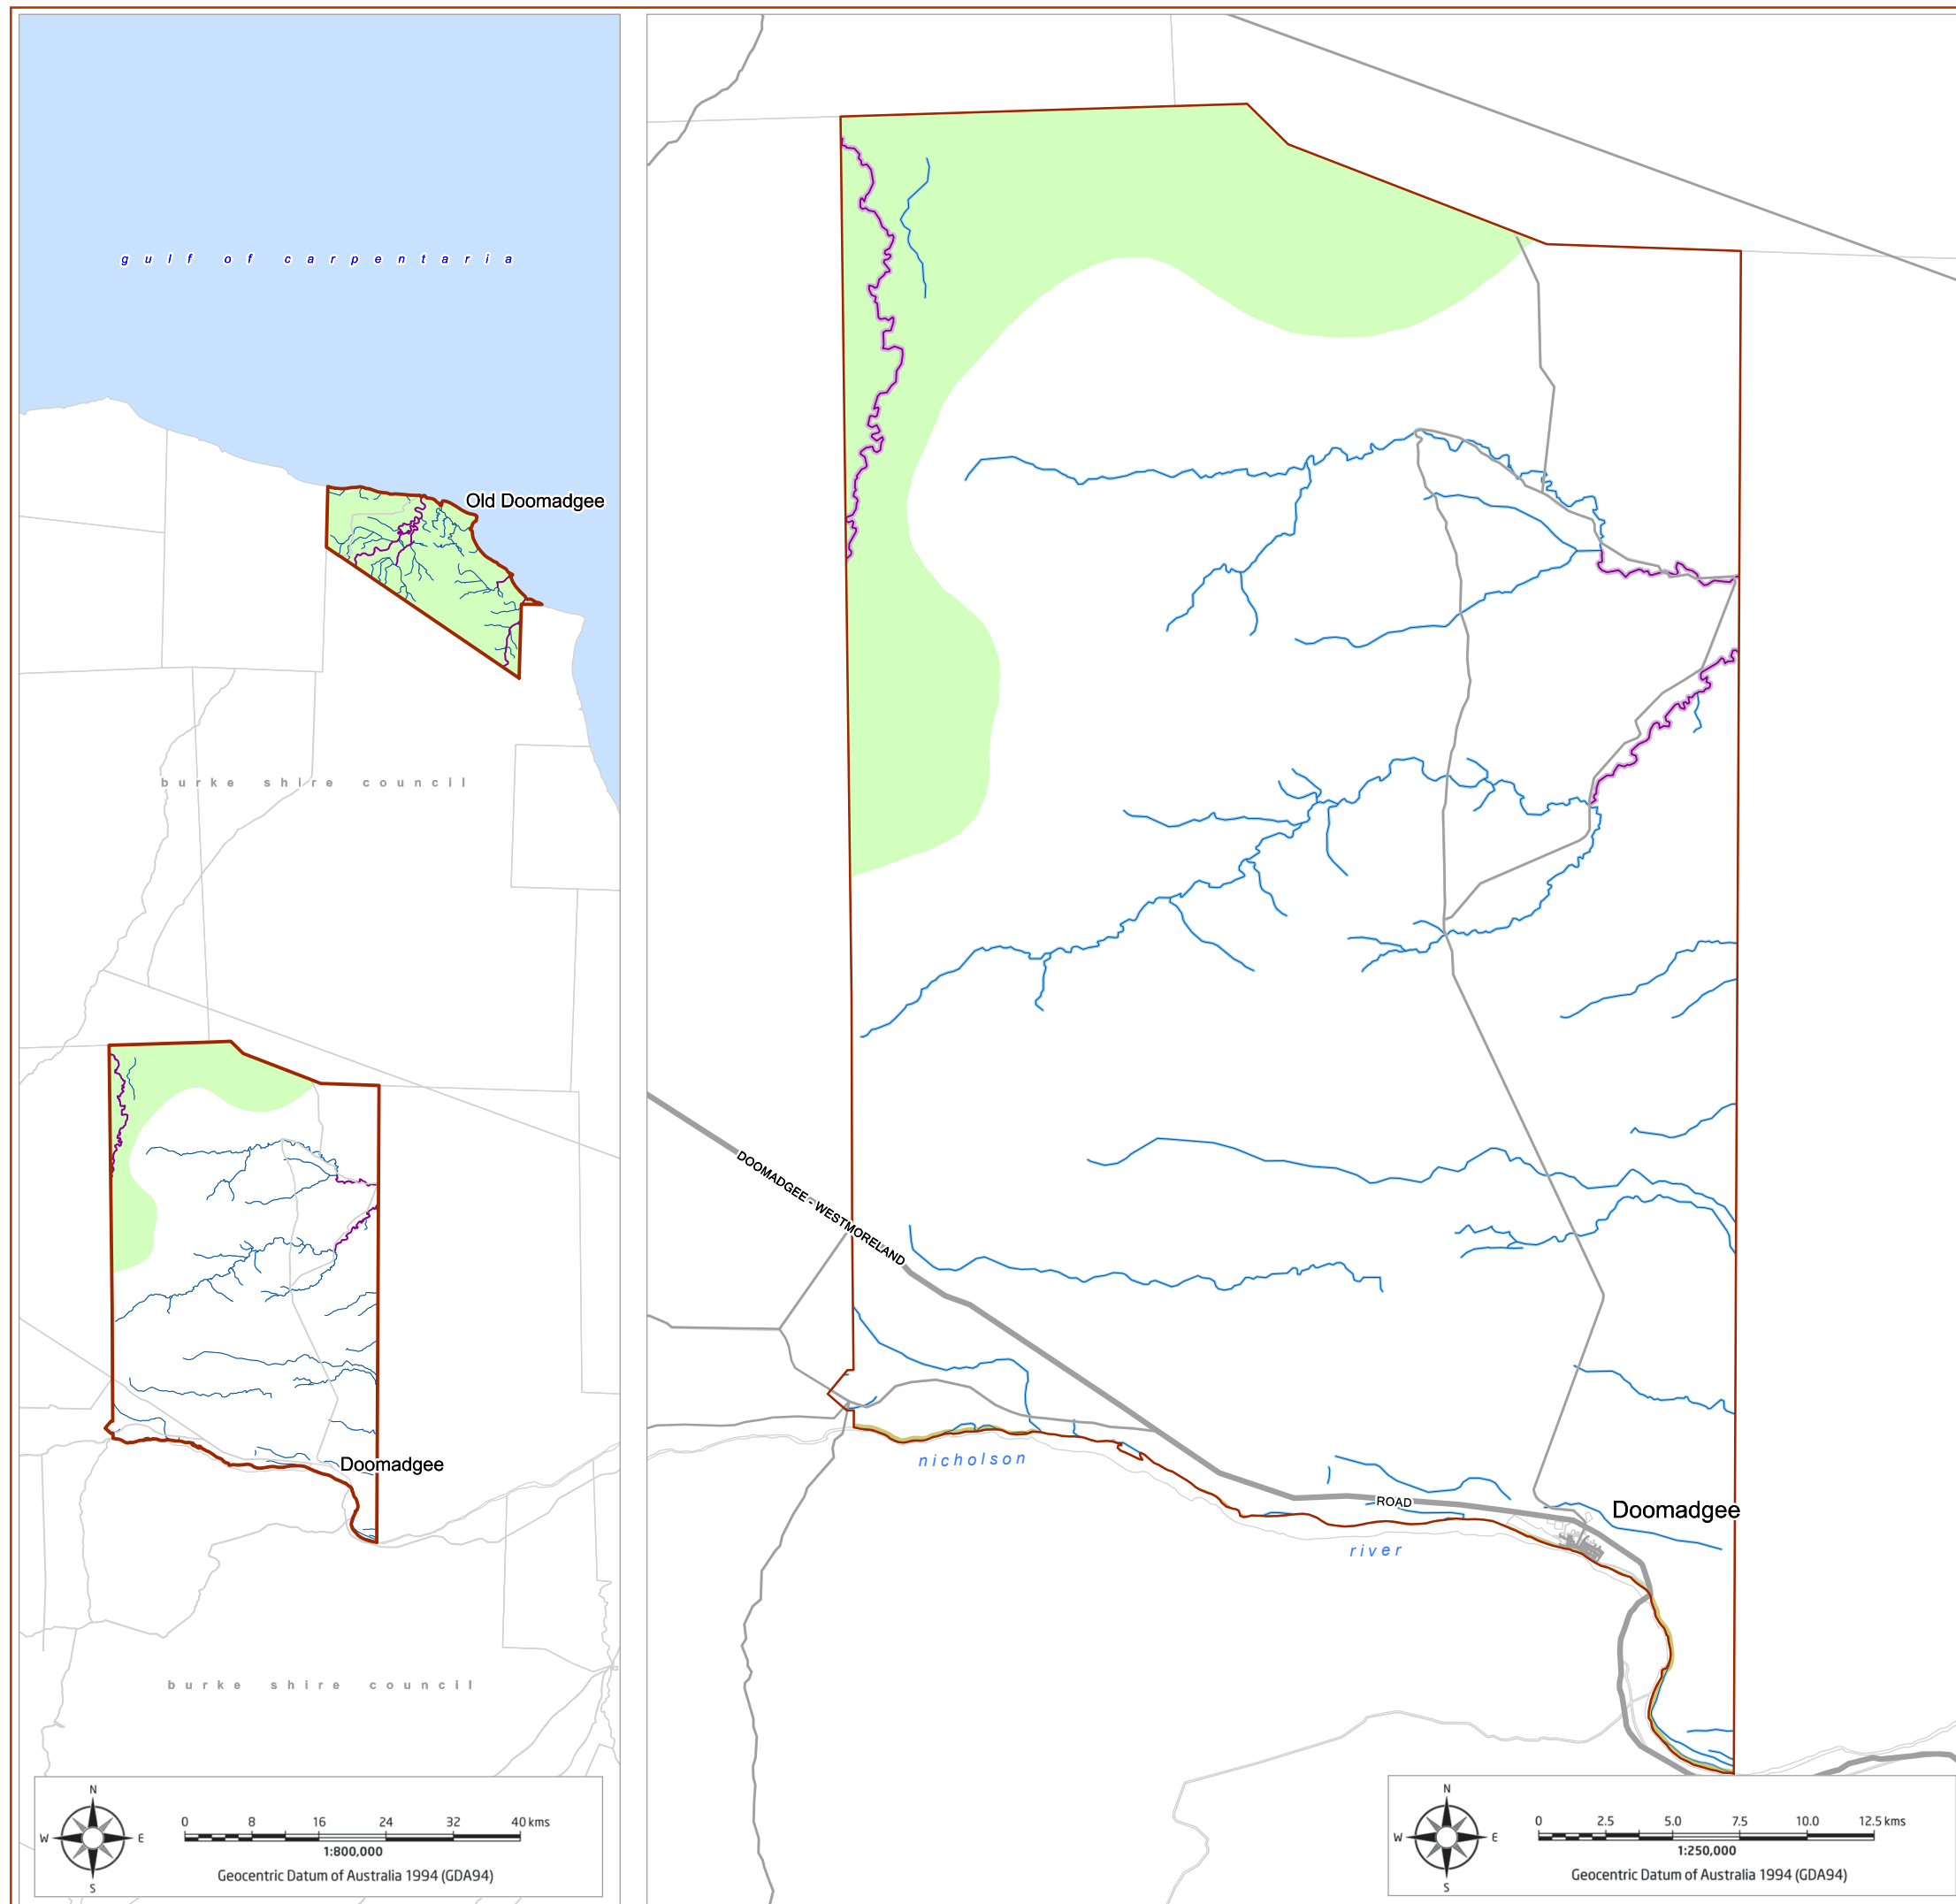 gulf of carpentaria
Old Doomadgee
burke shire council
Doomadgee
burke shire council
N
W
E
S
0 8 16 24 32 40 kms
1:800,000
Geocentric Datum of Australia 1994 (GDA94)
DOOMADGEE - WESTMORELAND
nicholson
ROAD
Doomadgee
river
N
W
E
S
0 2.5 5.0 7.5 10.0 12.5 kms
1:250,000
Geocentric Datum of Australia 1994 (GDA94)